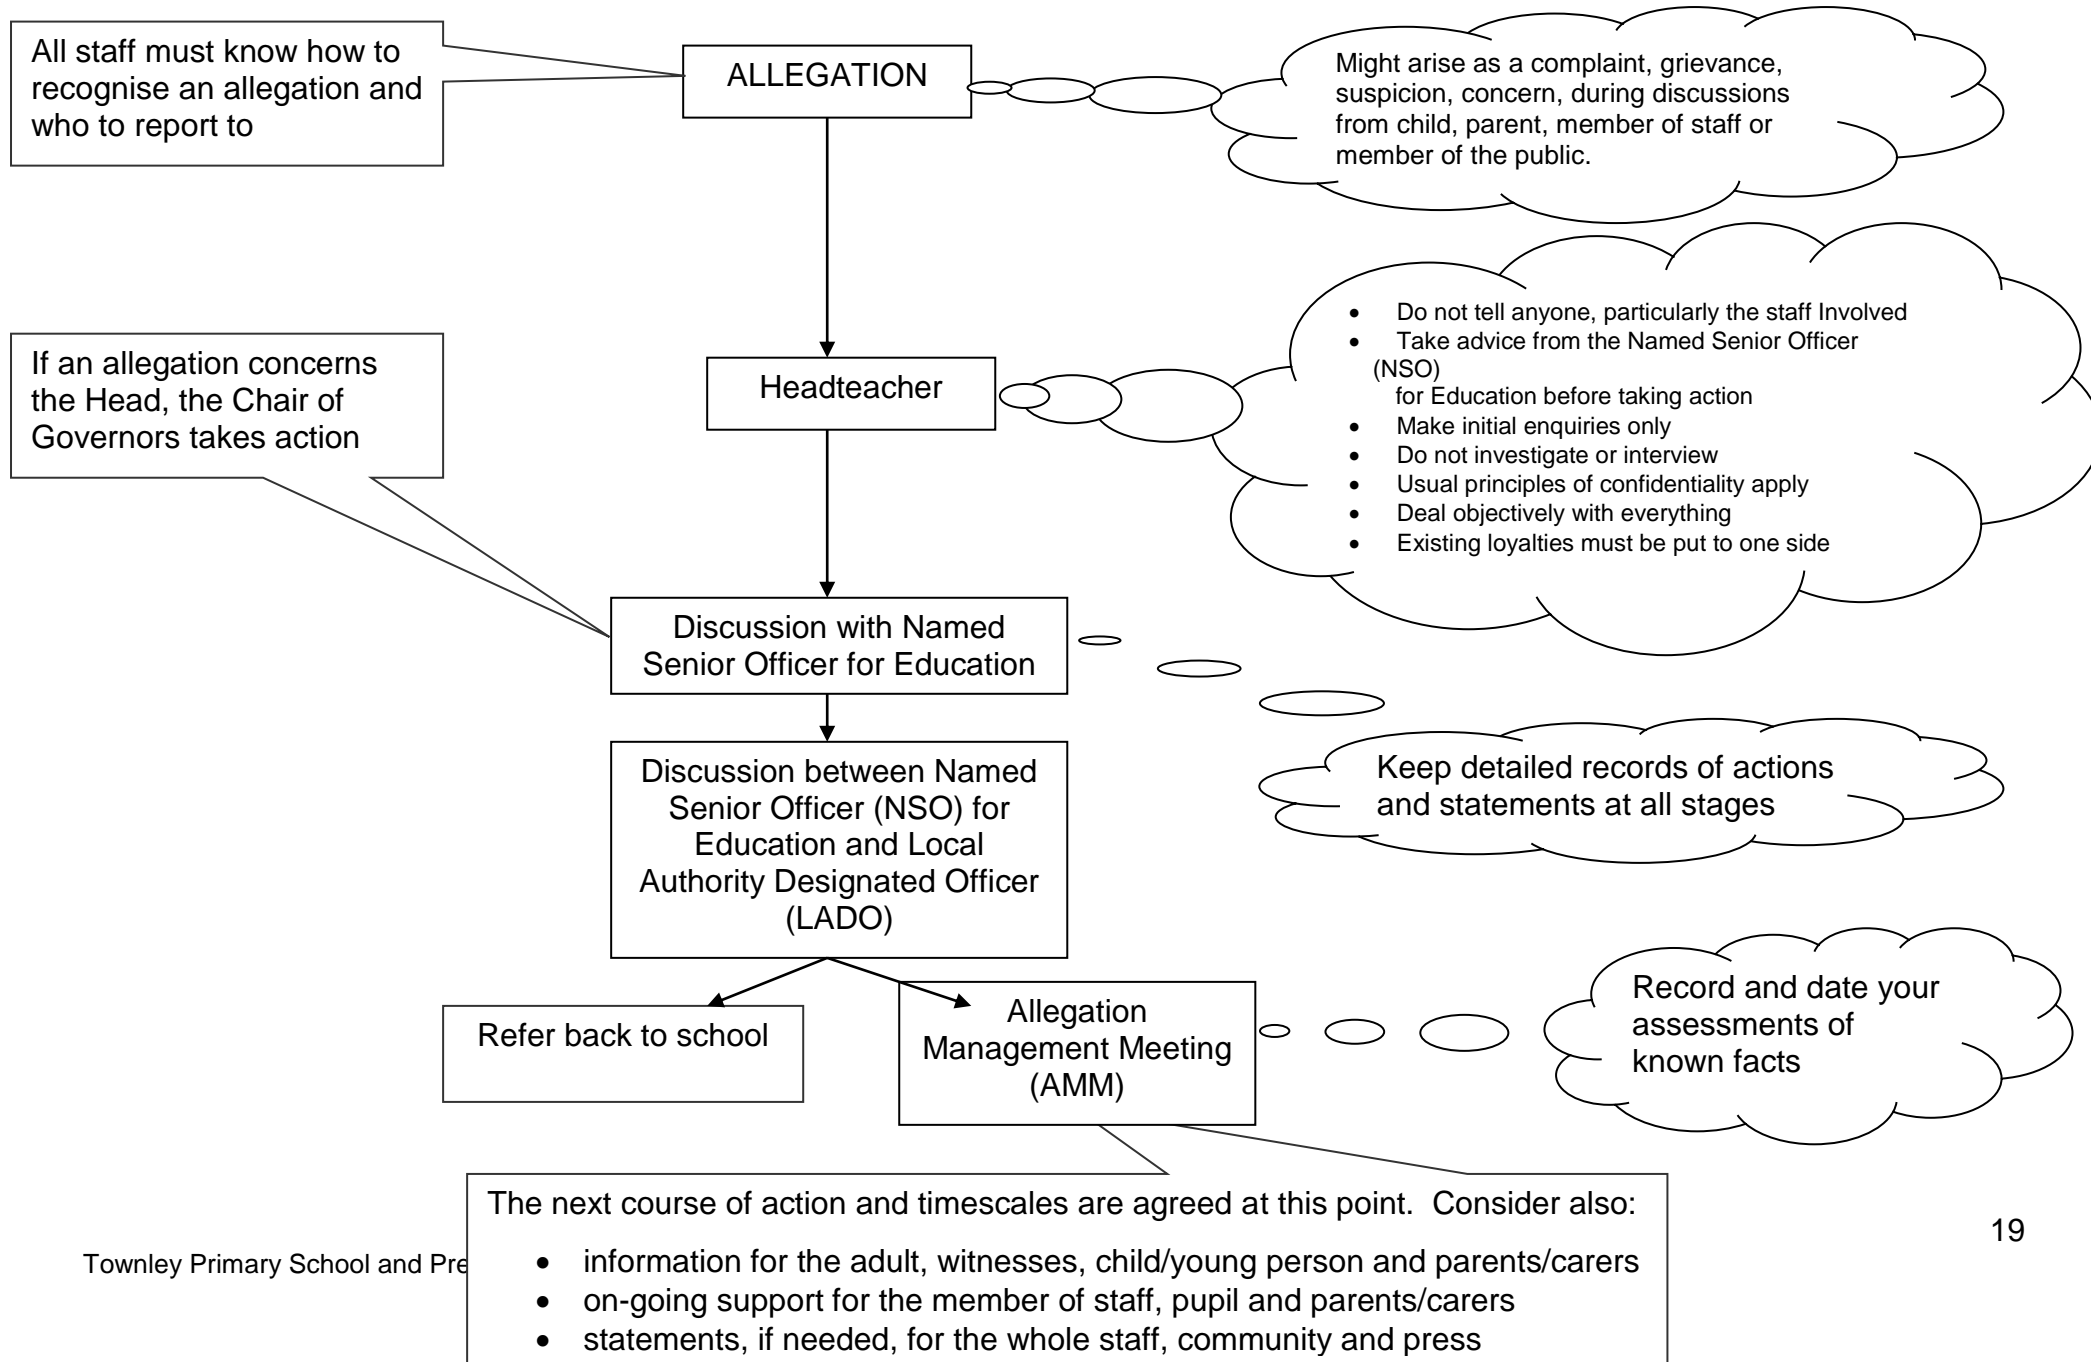 All staff must know how to
recognise an allegation and
who to report to
ALLEGATION
Might arise as a complaint, grievance,
suspicion, concern, during discussions
from child, parent, member of staff or
member of the public.
If an allegation concerns
the Head, the Chair of
Governors takes action
Headteacher
• Do not tell anyone, particularly the staff Involved
• Take advice from the Named Senior Officer
(NSO)
for Education before taking action
• Make initial enquiries only
• Do not investigate or interview
• Usual principles of confidentiality apply
• Deal objectively with everything
• Existing loyalties must be put to one side
Discussion with Named
Senior Officer for Education
Keep detailed records of actions
and statements at all stages
Discussion between Named
Senior Officer (NSO) for
Education and Local
Authority Designated Officer
(LADO)
Refer back to school
Allegation
Management Meeting
(AMM)
Record and date your
assessments of
known facts
The next course of action and timescales are agreed at this point.  Consider also:
• information for the adult, witnesses, child/young person and parents/carers
• on-going support for the member of staff, pupil and parents/carers
• statements, if needed, for the whole staff, community and press
Townley Primary School and Pre
19